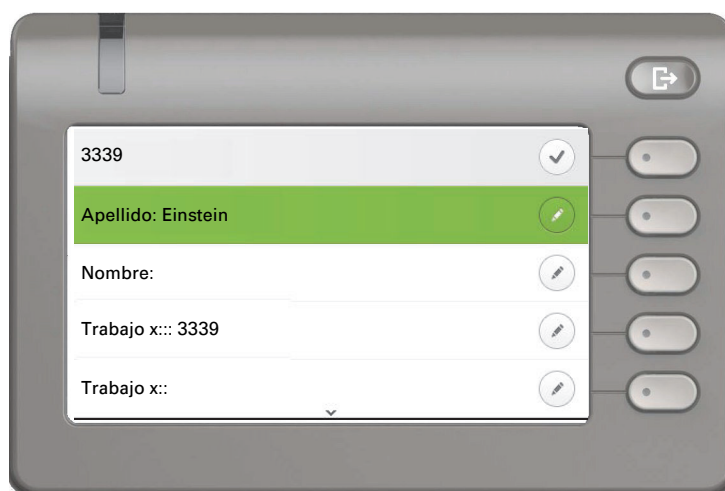 3339
Apellido: Einstein
Nombre:
Trabajo x::: 3339
Trabajo x::